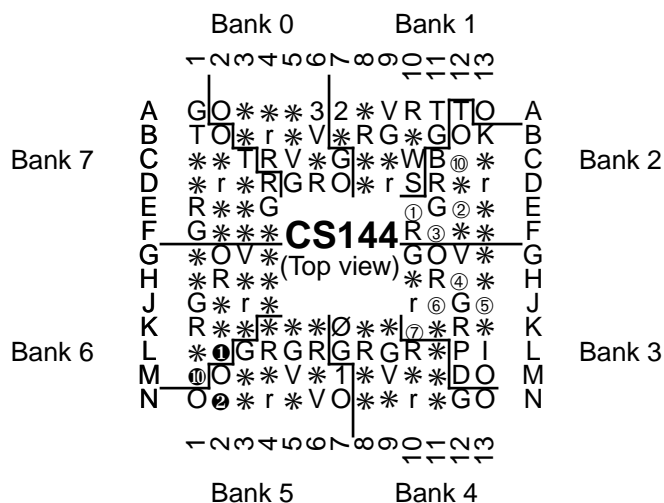 Bank 0 Bank 1
1 2 3 4 5 6 7 8 9 10 11 12 13
A G O * * * 3 2 * V R T T O A
B T O * r * V * R G * G O K B
Bank 7 C * * T R V * G * * W B ⑩ * C Bank 2
D * r * R G R O * r S R * r D
E R * * G ① G ② * E
F G * * * CS144 R ③ * * F
G * O V * (Top view) G O V * G
H * R * * * R ④ * H
J G * r * r ⑥ G ⑤ J
K R * * * * * Ø * * ⑦ * R * K
Bank 6 L * ❶ G R G R G R G R * P I L Bank 3
M ❿ O * * V * 1 * V * * D O M
N O ❷ * r * V O * * r * G O N
1 2 3 4 5 6 7 8 9 10 11 12 13
Bank 5 Bank 4